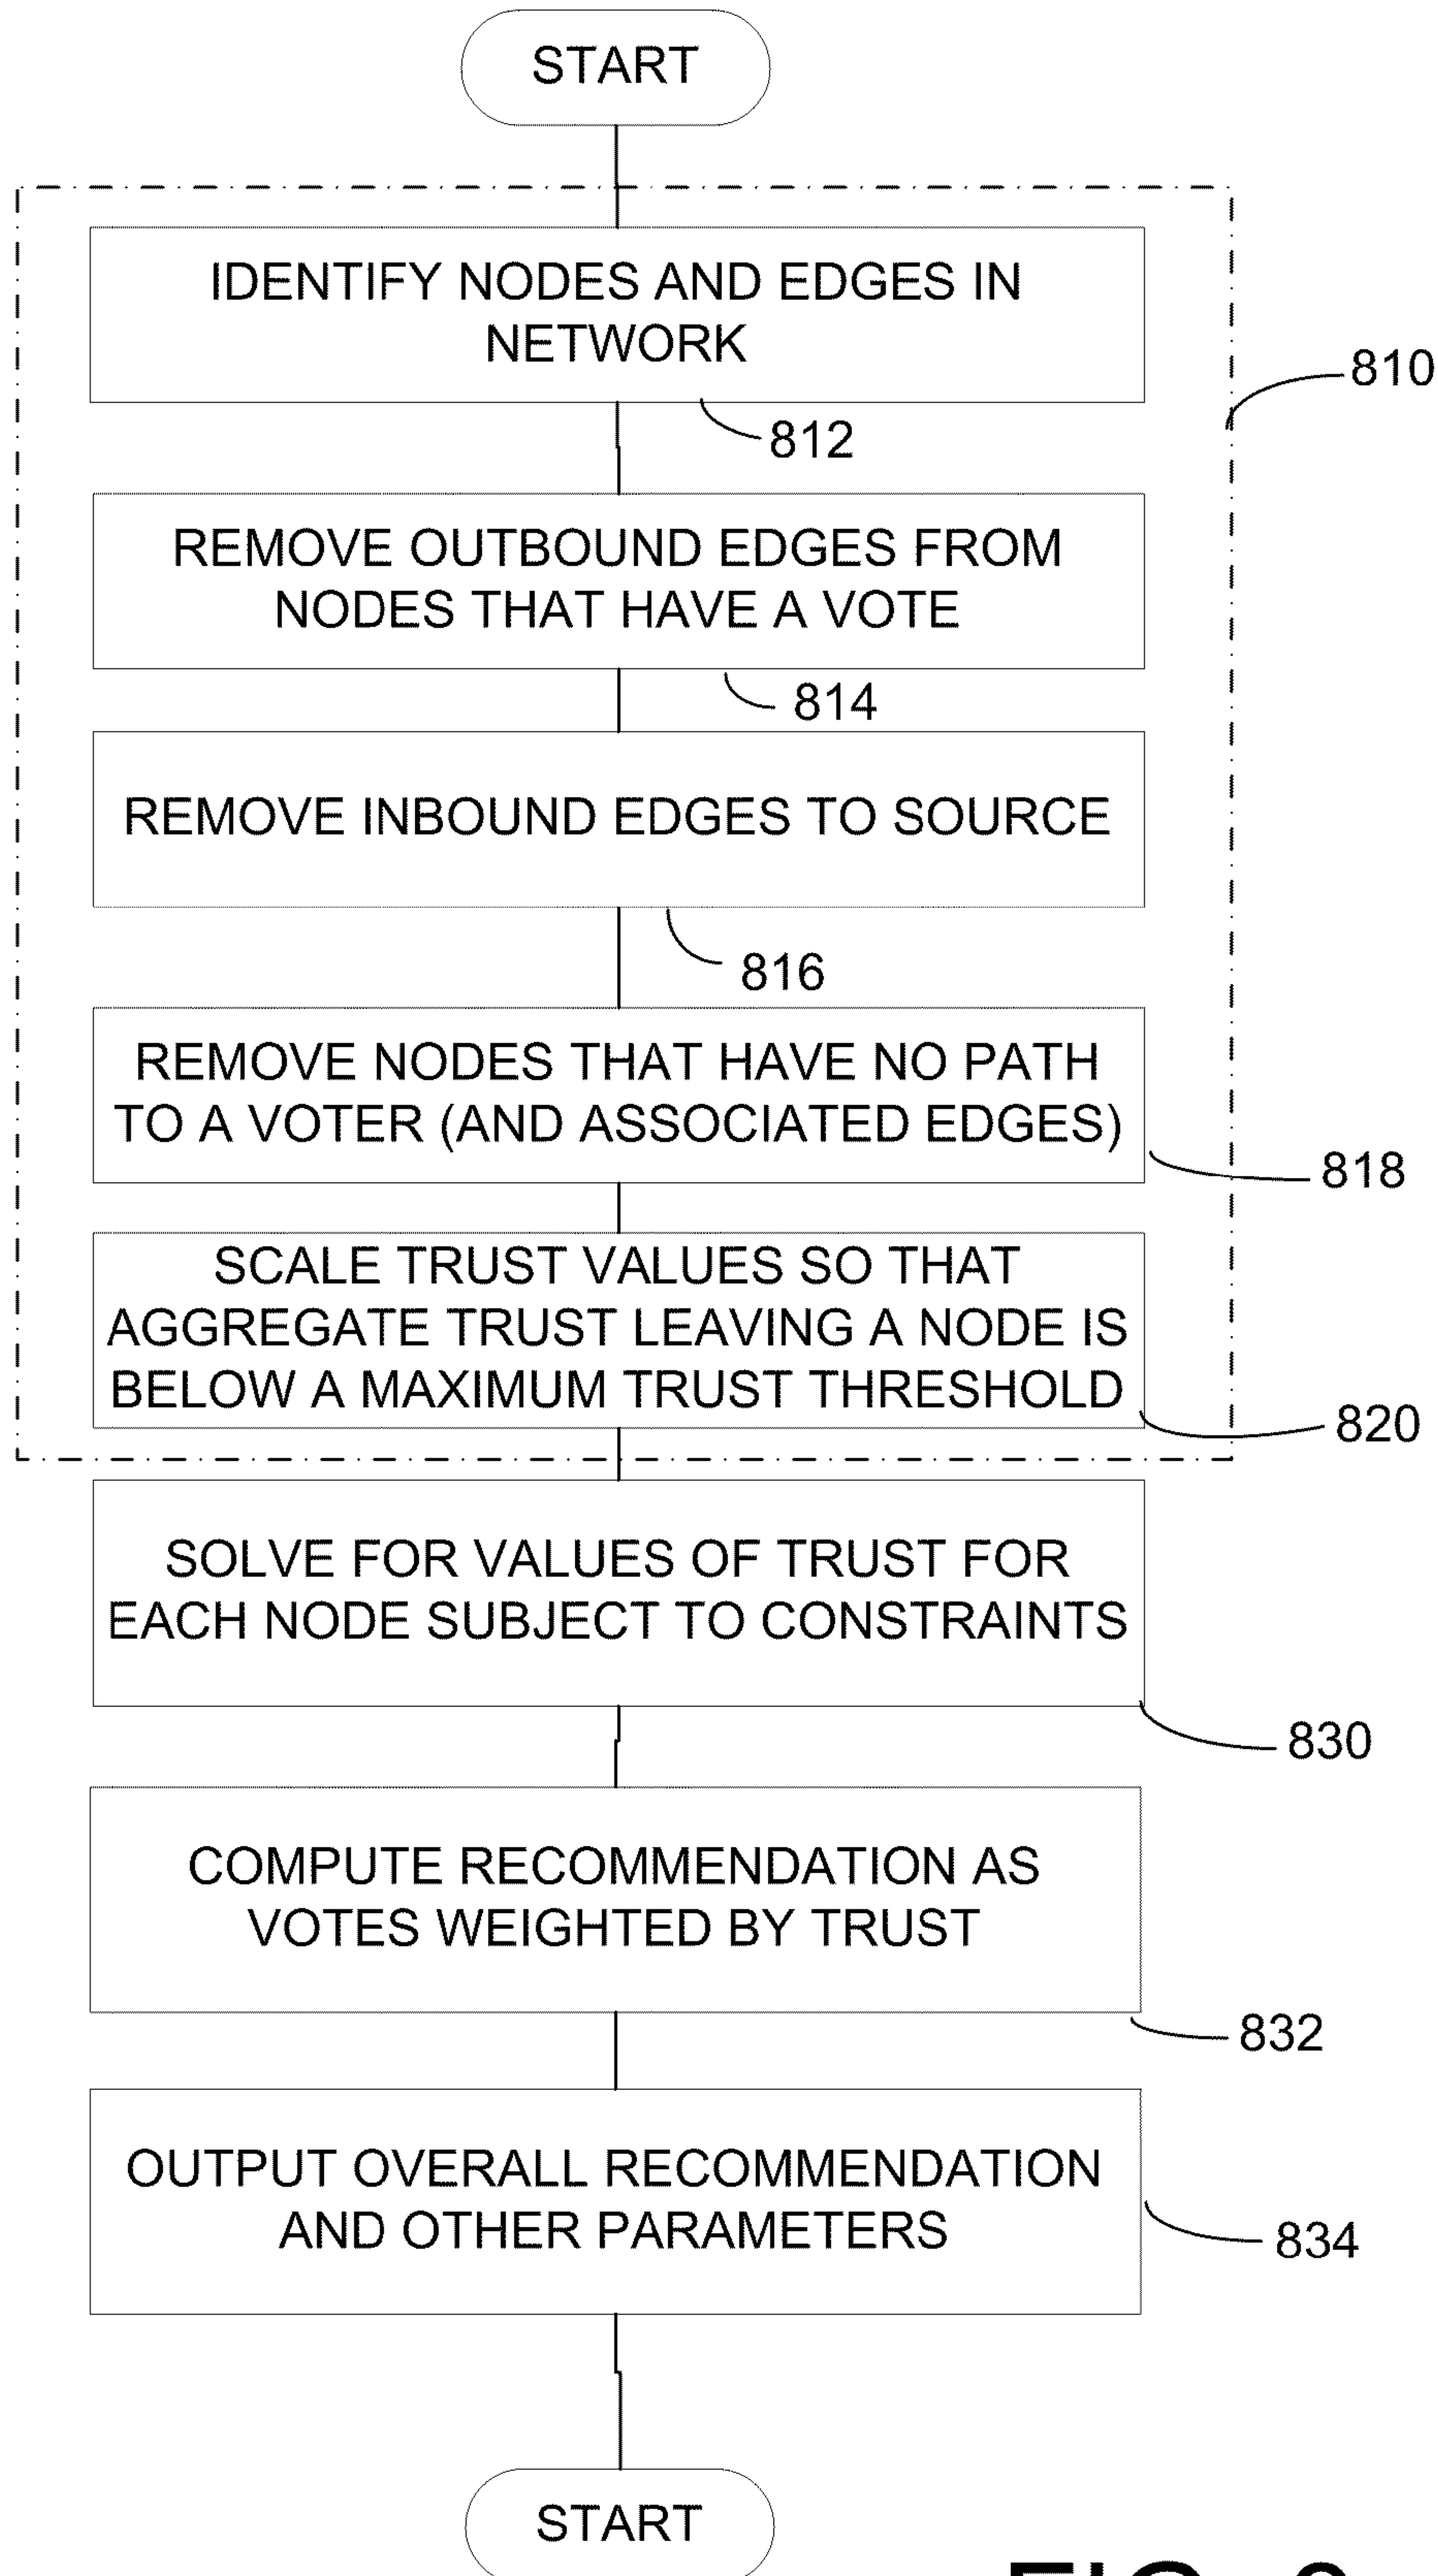 START
IDENTIFY NODES AND EDGES IN
NETWORK
810
812
REMOVE OUTBOUND EDGES FROM
NODES THAT HAVE A VOTE
814
REMOVE INBOUND EDGES TO SOURCE
816
REMOVE NODES THAT HAVE NO PATH
TO A VOTER (AND ASSOCIATED EDGES)
818
SCALE TRUST VALUES SO THAT
AGGREGATE TRUST LEAVING A NODE IS
BELOW A MAXIMUM TRUST THRESHOLD
820
SOLVE FOR VALUES OF TRUST FOR
EACH NODE SUBJECT TO CONSTRAINTS
830
COMPUTE RECOMMENDATION AS
VOTES WEIGHTED BY TRUST
832
OUTPUT OVERALL RECOMMENDATION
AND OTHER PARAMETERS
834
START